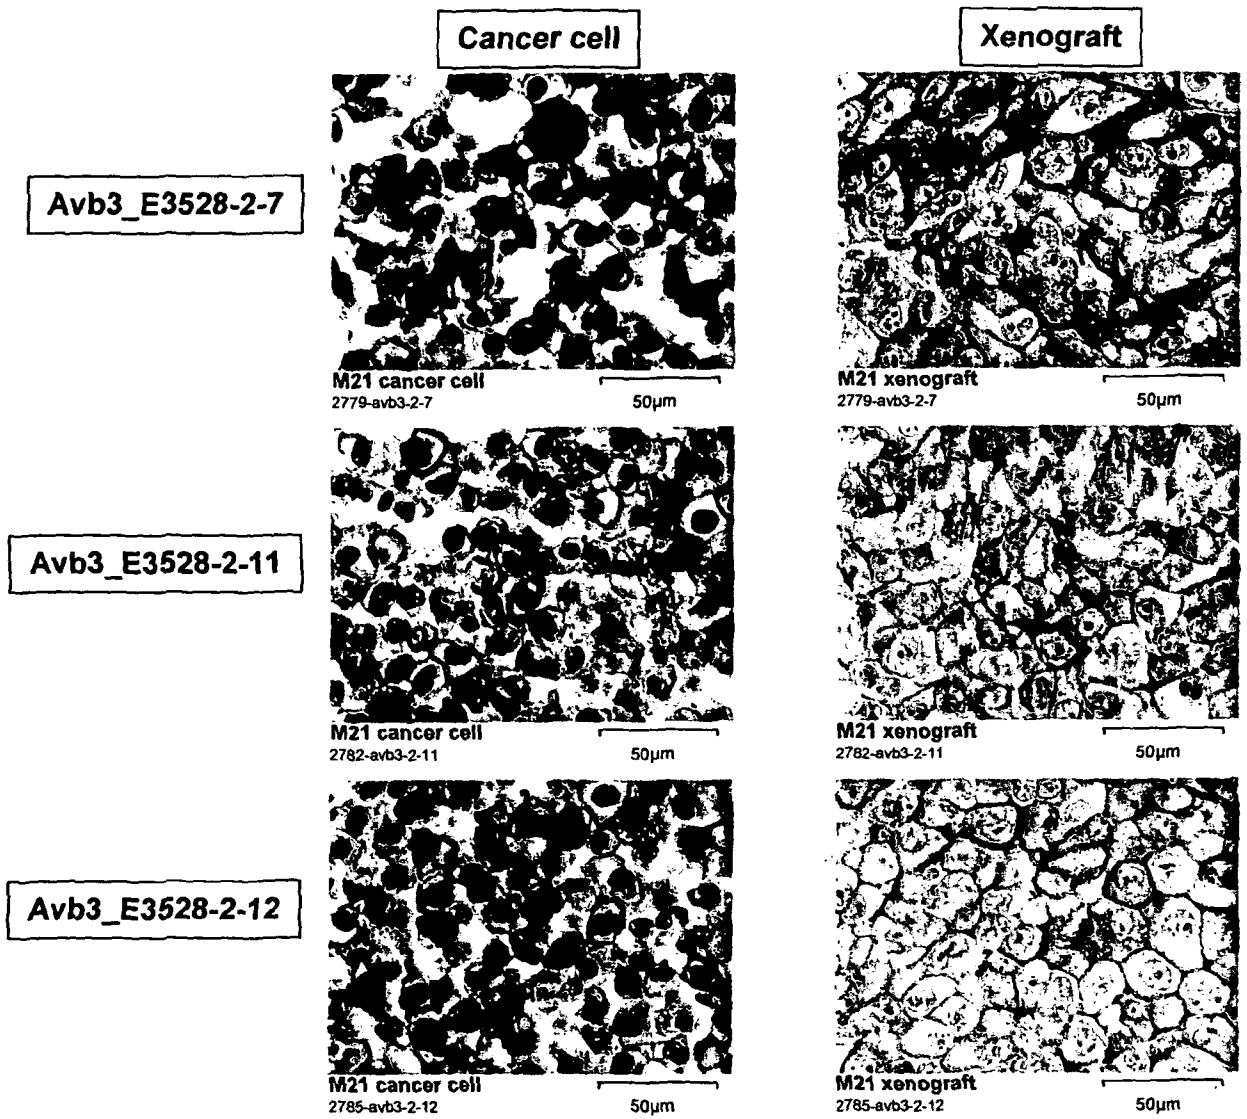 Cancer cell
Xenograft
Avb3_E3528-2-7
M21 cancer cell
2779-avb3-2-7
50µm
M21 xenograft
2779-avb3-2-7
50µm
Avb3_E3528-2-11
M21 cancer cell
2782-avb3-2-11
50µm
M21 xenograft
2782-avb3-2-11
50µm
Avb3_E3528-2-12
M21 cancer cell
2785-avb3-2-12
50µm
M21 xenograft
2785-avb3-2-12
50µm